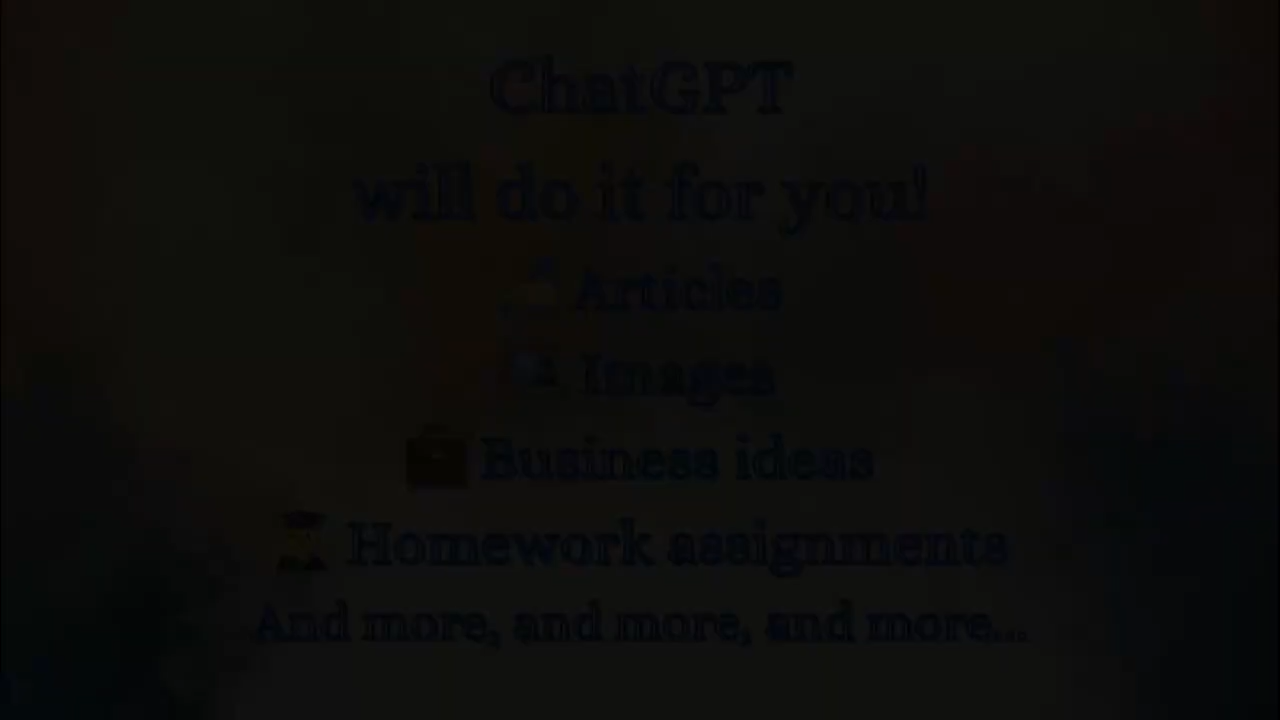 ChatGPT
will do it for you!
Articles
Images
Business ideas
Homework assignments
And more, and more, and more...